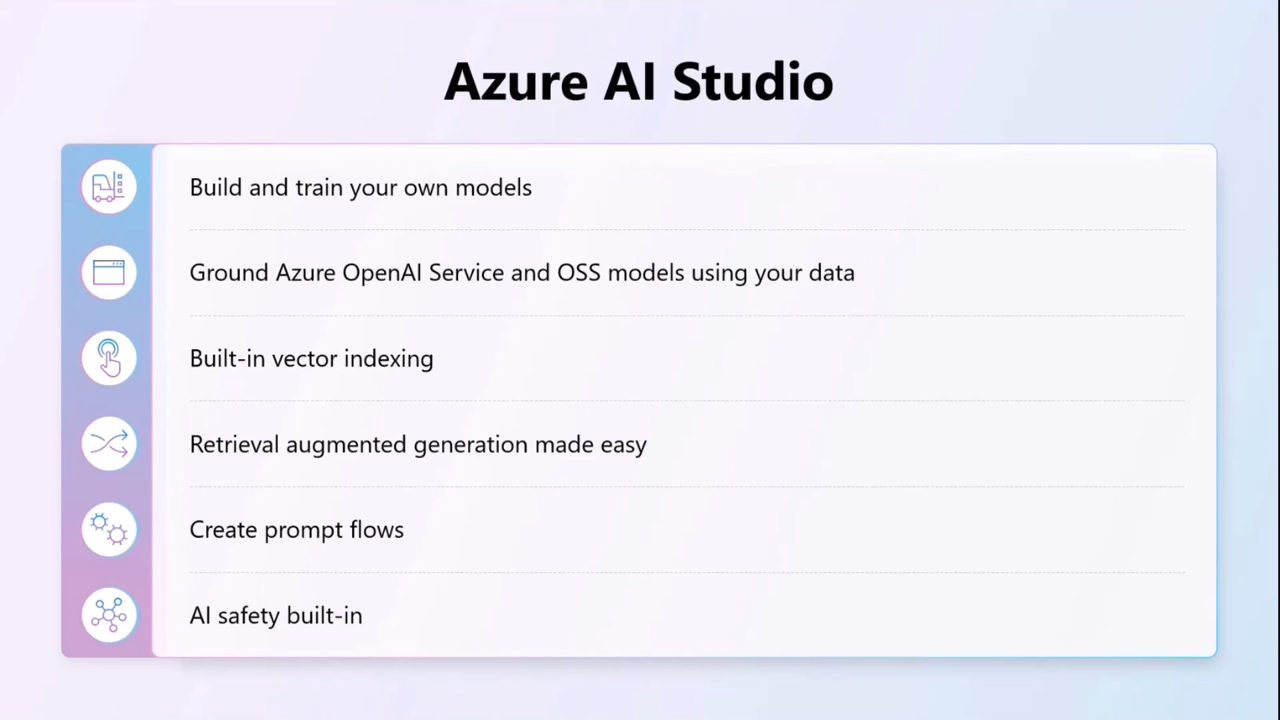 Azure AI Studio
Build and train your own models
Ground Azure OpenAI Service and OSS models using your data
Built-in vector indexing
Retrieval augmented generation made easy
Create prompt flows
AI safety built-in